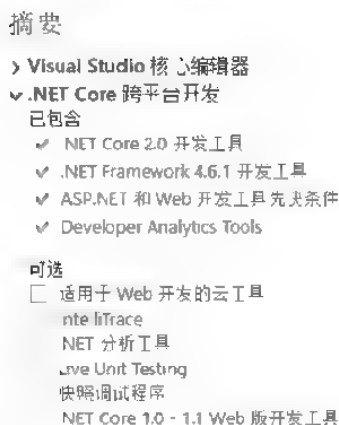 摘要
Visual Studio 核心编辑器
.NET Core 跨平台开发
已包含
.NET Core 2.0 开发工具
.NET Framework 4.6.1 开发工具
ASP.NET 和 Web 开发工具先决条件
Developer Analytics Tools
可选
适用于 Web 开发的云工具
IntelliTrace
.NET 分析工具
Live Unit Testing
快照调试程序
.NET Core 1.0 - 1.1 Web 版开发工具